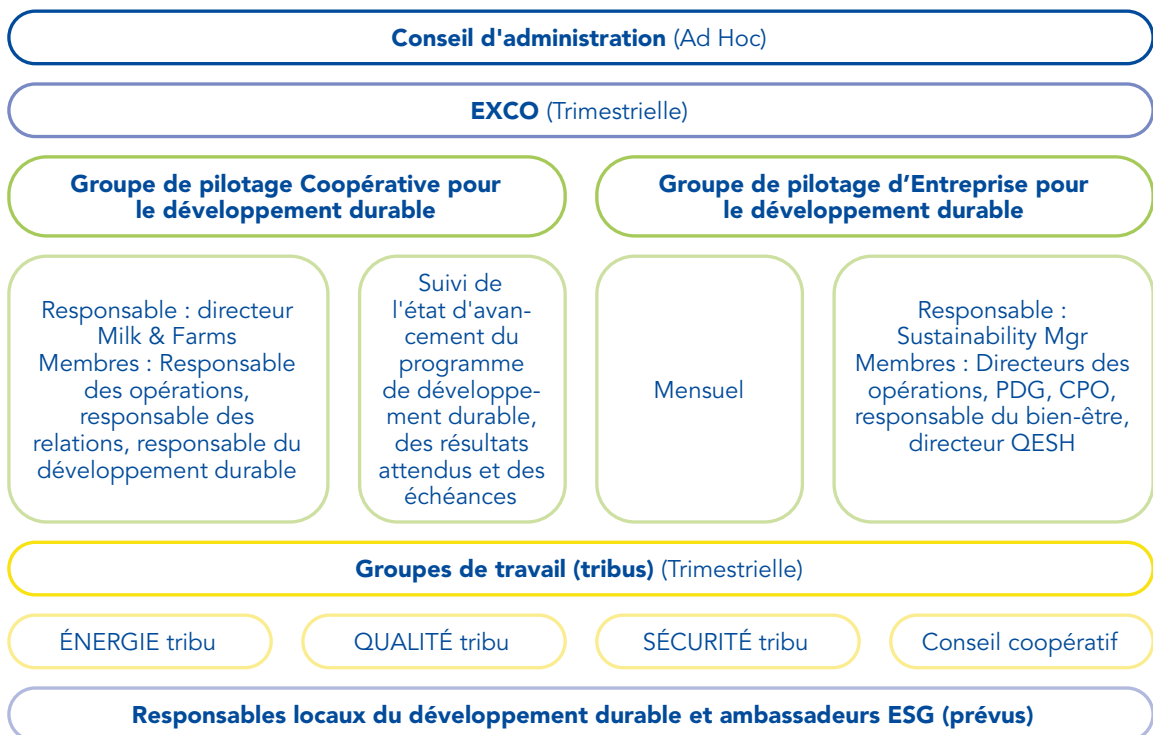 Conseil d'administration (Ad Hoc)
EXCO (Trimestrielle)
Groupe de pilotage Coopérative pour
le développement durable
Groupe de pilotage d’Entreprise pour
le développement durable
Responsable : directeur
Milk & Farms
Membres : Responsable
des opérations,
responsable des
relations, responsable du
développement durable
Suivi de
l'état d'avan-
cement du
programme
de développe-
ment durable,
des résultats
attendus et des
échéances
Mensuel
Responsable :
Sustainability Mgr
Membres : Directeurs des
opérations, PDG, CPO,
responsable du bien-être,
directeur QESH
Groupes de travail (tribus) (Trimestrielle)
ÉNERGIE tribu
QUALITÉ tribu
SÉCURITÉ tribu
Conseil coopératif
Responsables locaux du développement durable et ambassadeurs ESG (prévus)